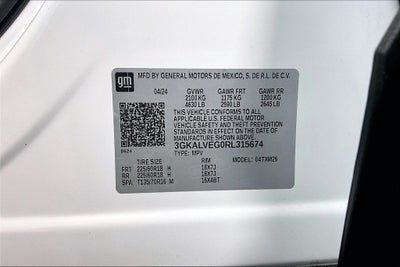 gm
MFD BY GENERAL MOTORS DE MEXICO, S. DE R.L. DE C.V.
04/24 GVWR GAWR FRT GAWR RR
2100 KG 1175 KG 1200 KG
4630 LB 2590 LB 2645 LB
THIS VEHICLE CONFORMS TO ALL
APPLICABLE U.S. FEDERAL MOTOR
VEHICLE SAFETY, BUMPER, AND THEFT
PREVENTION STANDARDS IN EFFECT ON
THE DATE OF MANUFACTURE SHOWN ABOVE.
3GKALVEG0RL315674
TYPE: MPV
MODEL: 04TXM26
TIRE SIZE RIM
FRT 225/60R18 H 18X7J
RR 225/60R18 H 18X7J
SPA T135/70R16 M 16X4BT